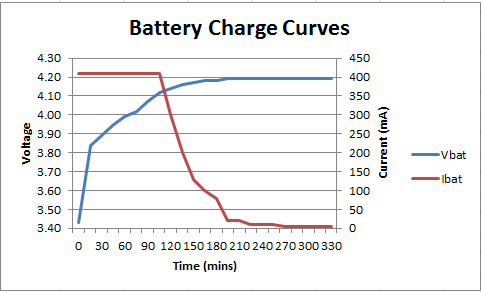 Battery Charge Curves
4.30
4.20
4.10
4.00
3.90
3.80
3.70
3.60
3.50
3.40
Voltage
450
400
350
300
250
200
150
100
50
0
Current (mA)
0 30 60 90 120 150 180 210 240 270 300 330
Time (mins)
Vbat
Ibat